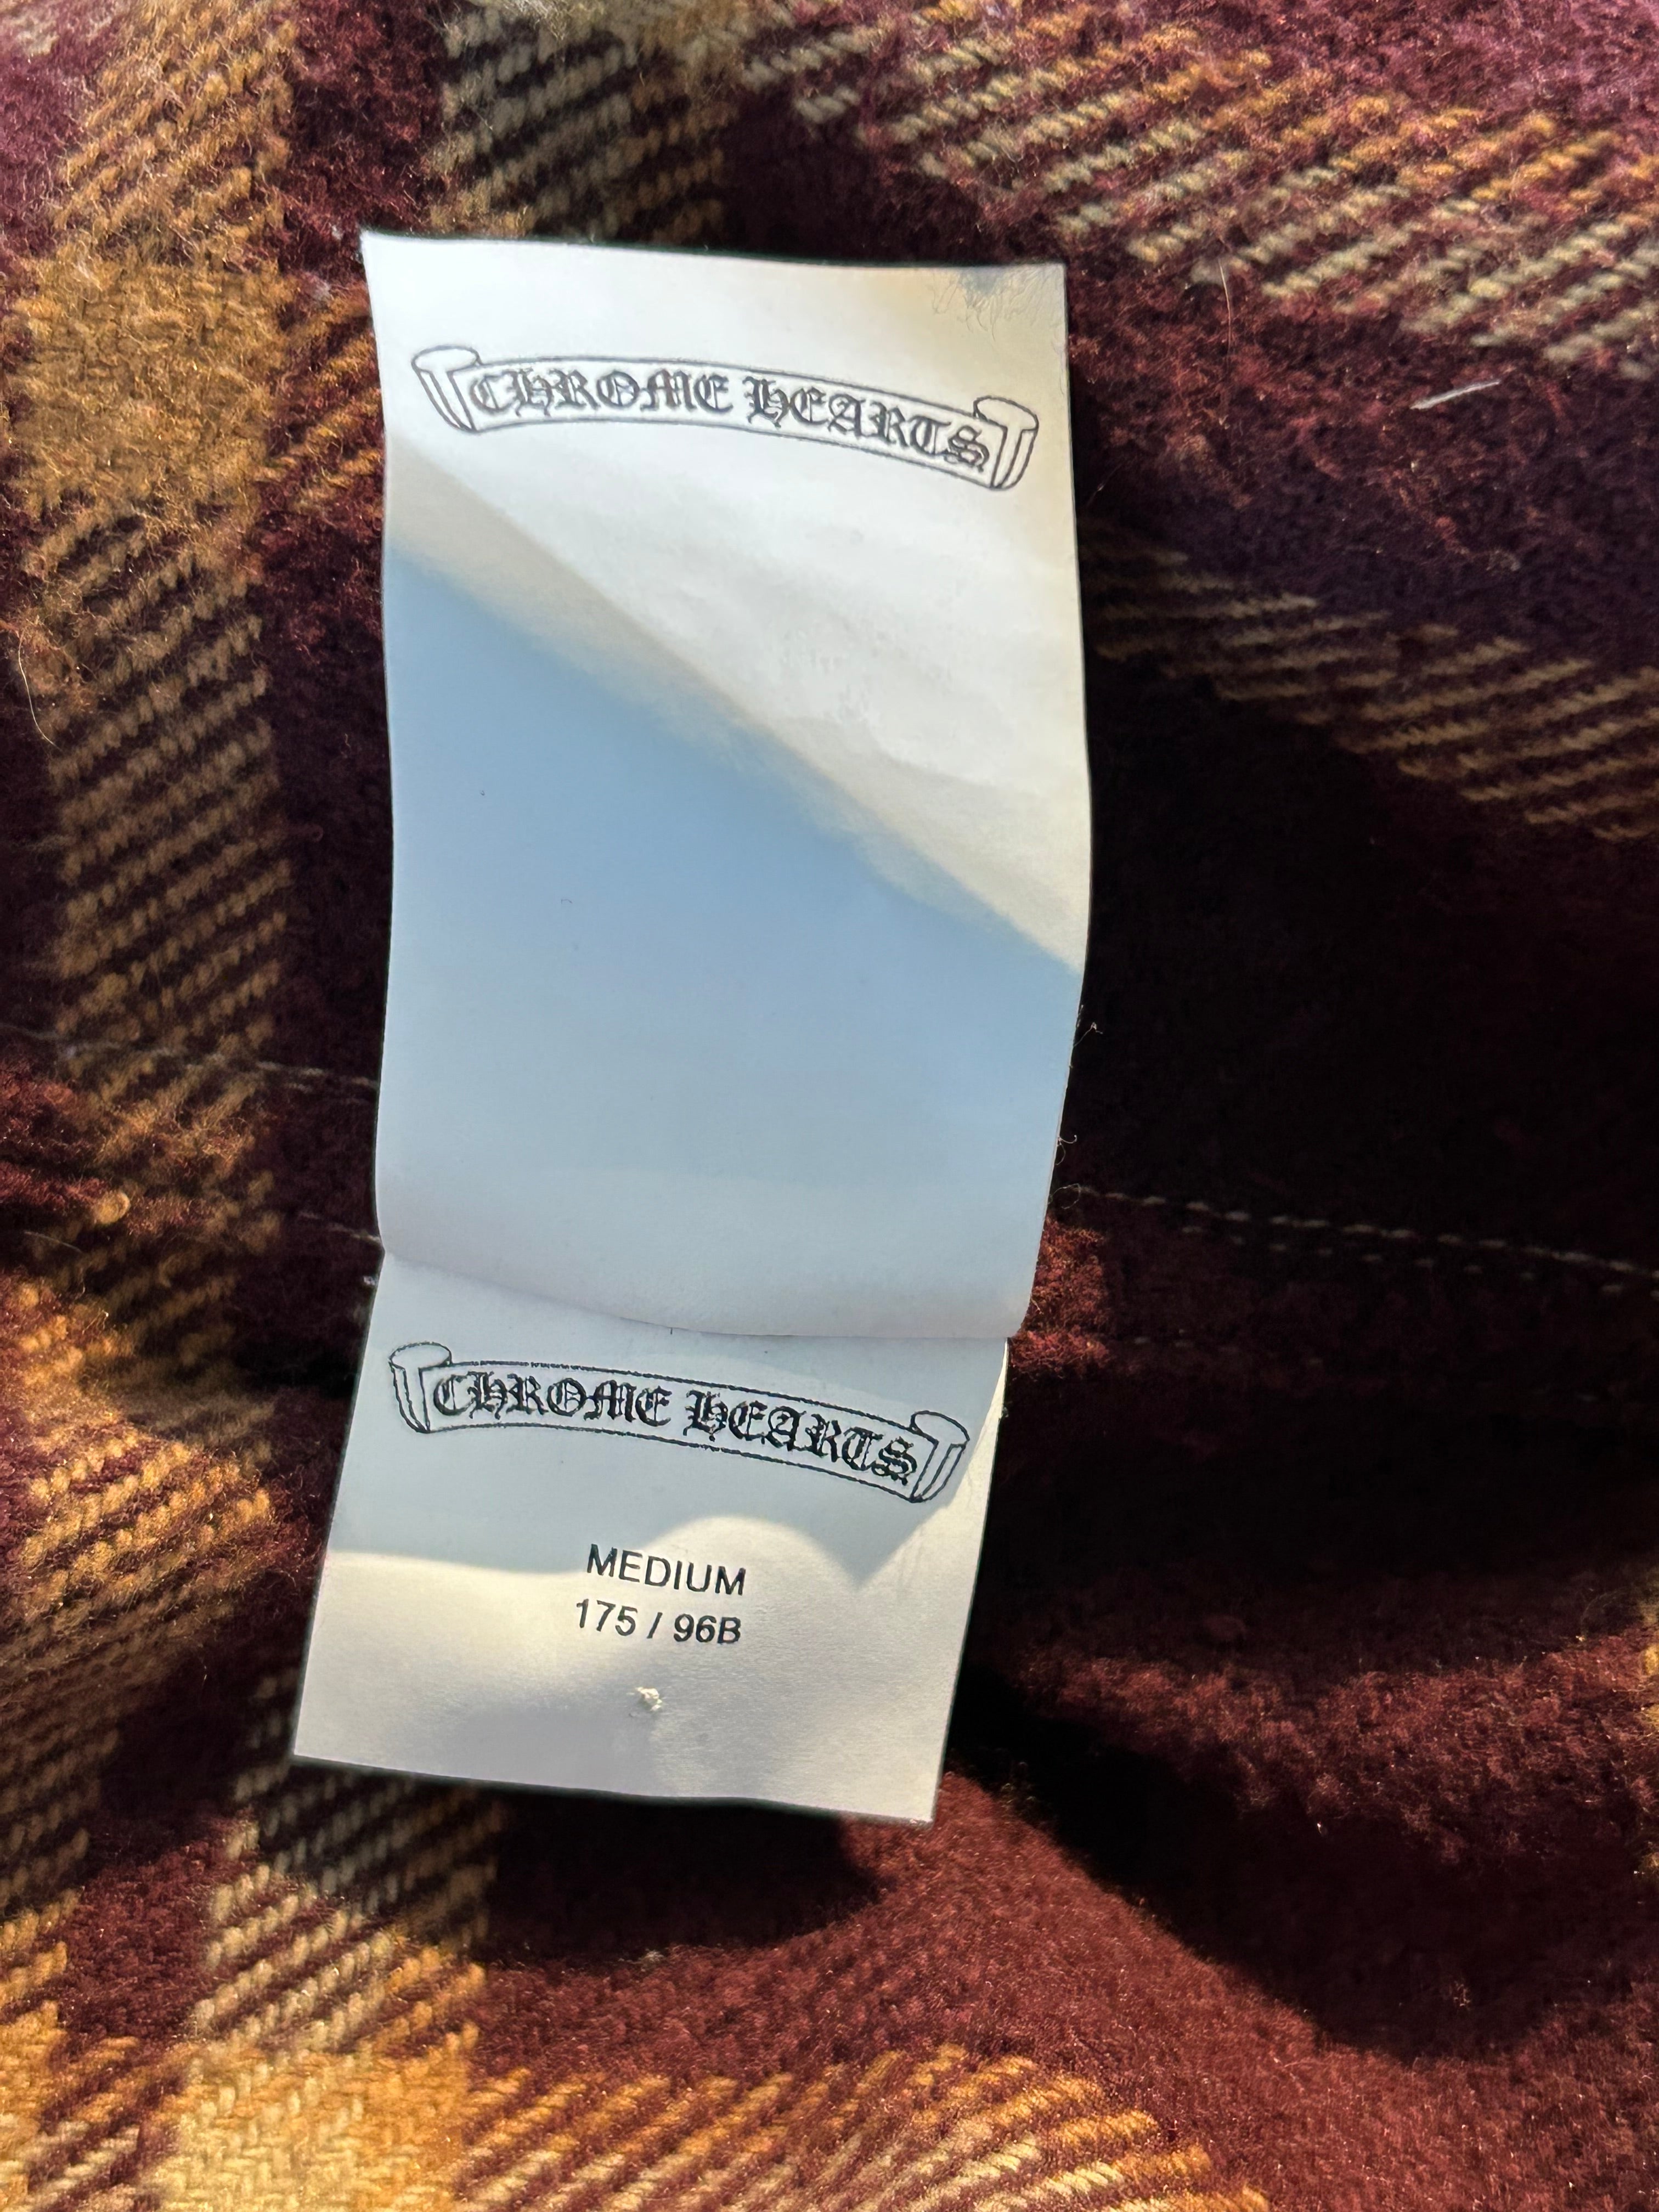 CHROME HEARTS
CHROME HEARTS
MEDIUM
175 / 96B